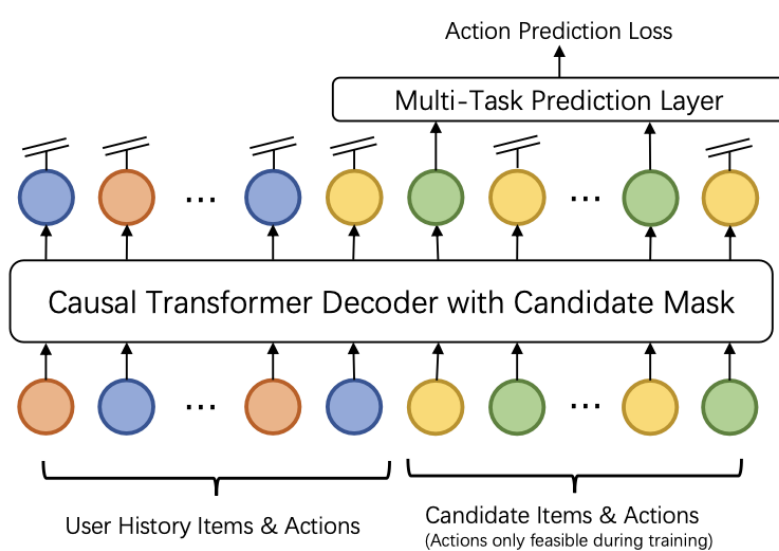 Action Prediction Loss
Multi-Task Prediction Layer
...
...
Causal Transformer Decoder with Candidate Mask
...
...
User History Items & Actions
Candidate Items & Actions
(Actions only feasible during training)